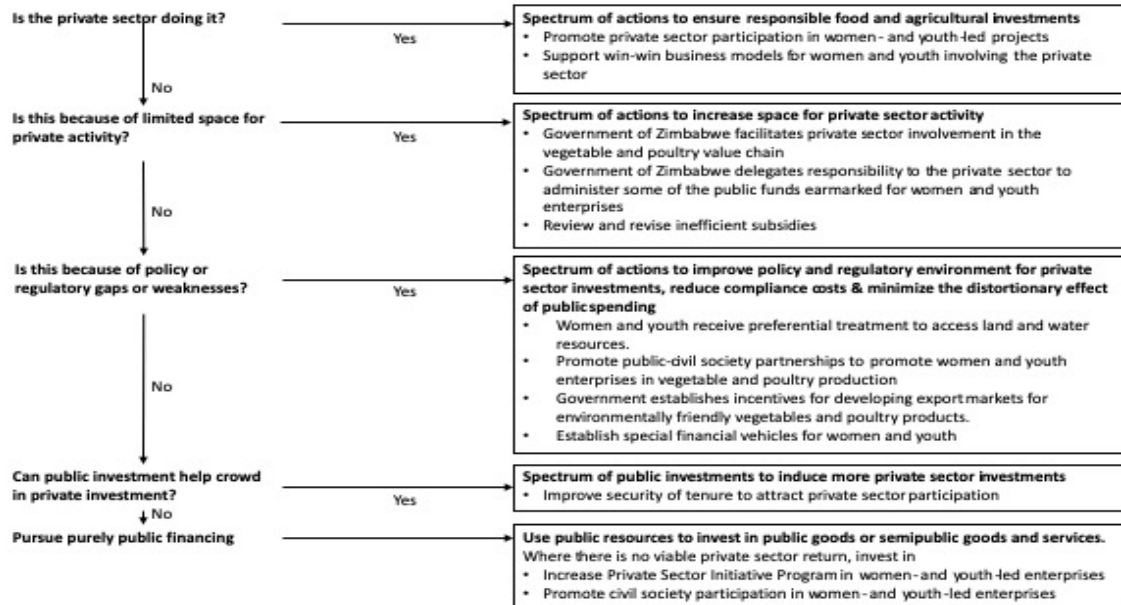 Is the private sector doing it?
Yes
Spectrum of actions to ensure responsible food and agricultural investments
• Promote private sector participation in women- and youth-led projects
• Support win-win business models for women and youth involving the private
sector
No
Is this because of limited space for
private activity?
Yes
Spectrum of actions to increase space for private sector activity
• Government of Zimbabwe facilitates private sector involvement in the
vegetable and poultry value chain
• Government of Zimbabwe delegates responsibility to the private sector to
administer some of the public funds earmarked for women and youth
enterprises
• Review and revise inefficient subsidies
No
Is this because of policy or
regulatory gaps or weaknesses?
Yes
Spectrum of actions to improve policy and regulatory environment for private
sector investments, reduce compliance costs & minimize the distortionary effect
of public spending
• Women and youth receive preferential treatment to access land and water
resources.
• Promote public-civil society partnerships to promote women and youth
enterprises in vegetable and poultry production
• Government establishes incentives for developing export markets for
environmentally friendly vegetables and poultry products.
• Establish special financial vehicles for women and youth
No
Can public investment help crowd
in private investment?
Yes
Spectrum of public investments to induce more private sector investments
• Improve security of tenure to attract private sector participation
No
Pursue purely public financing
Use public resources to invest in public goods or semipublic goods and services.
Where there is no viable private sector return, invest in
• Increase Private Sector Initiative Program in women- and youth-led enterprises
• Promote civil society participation in women- and youth-led enterprises